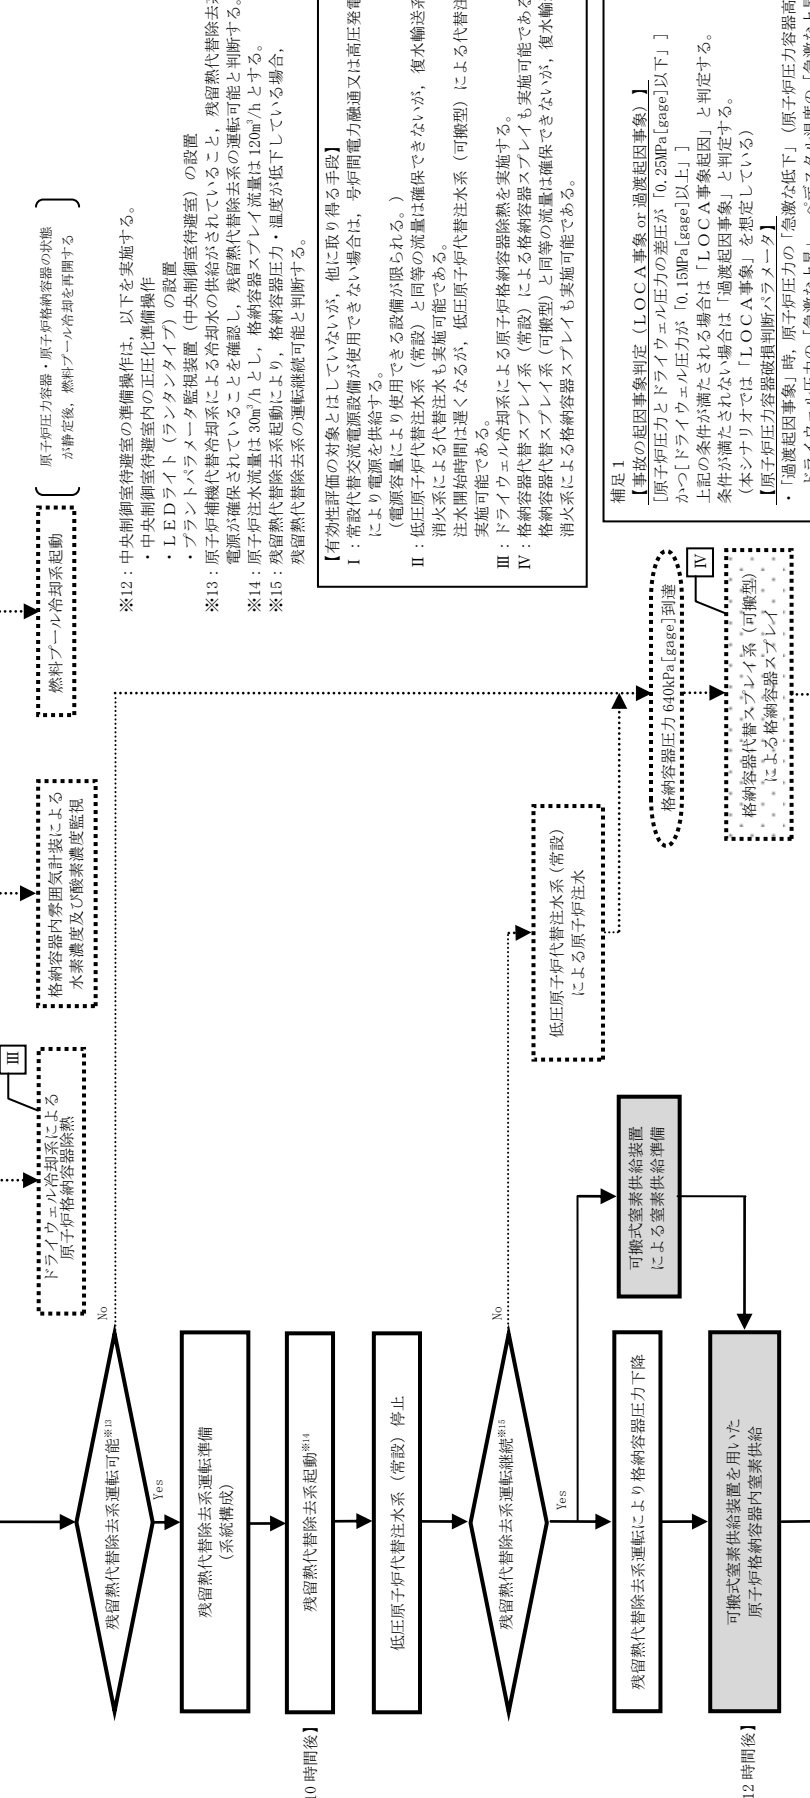 ドライウェル冷却系による
原子炉格納容器除熱
Ⅲ
格納容器内雰囲気計装による
水素濃度及び酸素濃度監視
燃料プール冷却系起動
原子炉圧力容器・原子炉格納容器の状態
が静定後，燃料プール冷却を再開する
残留熱代替除去系運転可能※13
No
Yes
残留熱代替除去系運転準備
（系統構成）
残留熱代替除去系起動※14
10 時間後】
低圧原子炉代替注水系（常設）停止
残留熱代替除去系運転継続※15
No
Yes
低圧原子炉代替注水系（常設）
による原子炉注水
残留熱代替除去系運転により格納容器圧力下降
可搬式窒素供給装置
による窒素供給準備
可搬式窒素供給装置を用いた
原子炉格納容器内窒素供給
12 時間後】
格納容器圧力 640kPa[gage]到達
Ⅳ
格納容器代替スプレイ系（可搬型）
による格納容器スプレイ
※12：中央制御室待避室の準備操作は，以下を実施する。
・中央制御室待避室内の正圧化準備操作
・ＬＥＤライト（ランタンタイプ）の設置
・プラントパラメータ監視装置（中央制御室待避室）の設置
※13：原子炉補機代替冷却系による冷却水の供給がされていること，残留熱代替除去
電源が確保されていることを確認し，残留熱代替除去系の運転可能と判断する。
※14：原子炉注水流量は 30m³/h とし，格納容器スプレイ流量は 120m³/h とする。
※15：残留熱代替除去系起動により，格納容器圧力・温度が低下している場合，
残留熱代替除去系の運転継続可能と判断する。
【有効性評価の対象とはしていないが，他に取り得る手段】
Ⅰ：常設代替交流電源設備が使用できない場合は，号炉間電力融通又は高圧発電
により電源を供給する。
（電源容量により使用できる設備が限られる。）
Ⅱ：低圧原子炉代替注水系（常設）と同等の流量は確保できないが，復水輸送系
消火系による代替注水も実施可能である。
注水開始時間は遅くなるが，低圧原子炉代替注水系（可搬型）による代替注
実施可能である。
Ⅲ：ドライウェル冷却系による原子炉格納容器除熱を実施する。
Ⅳ：格納容器代替スプレイ系（常設）による格納容器スプレイも実施可能である
格納容器代替スプレイ系（可搬型）と同等の流量は確保できないが，復水輸
消火系による格納容器スプレイも実施可能である。
補足１
【事故の起因事象判定（ＬＯＣＡ事象 or 過渡起因事象）】
[原子炉圧力とドライウェル圧力の差圧が「0.25MPa[gage]以下」]
かつ[ドライウェル圧力が「0.15MPa[gage]以上」]
上記の条件が満たされる場合は「ＬＯＣＡ事象起因」と判定する。
条件が満たされない場合は「過渡起因事象」と判定する。
（本シナリオでは「ＬＯＣＡ事象」を想定している）
【原子炉圧力容器破損判断パラメータ】
・「過渡起因事象」時，原子炉圧力の「急激な低下」（原子炉圧力容器高